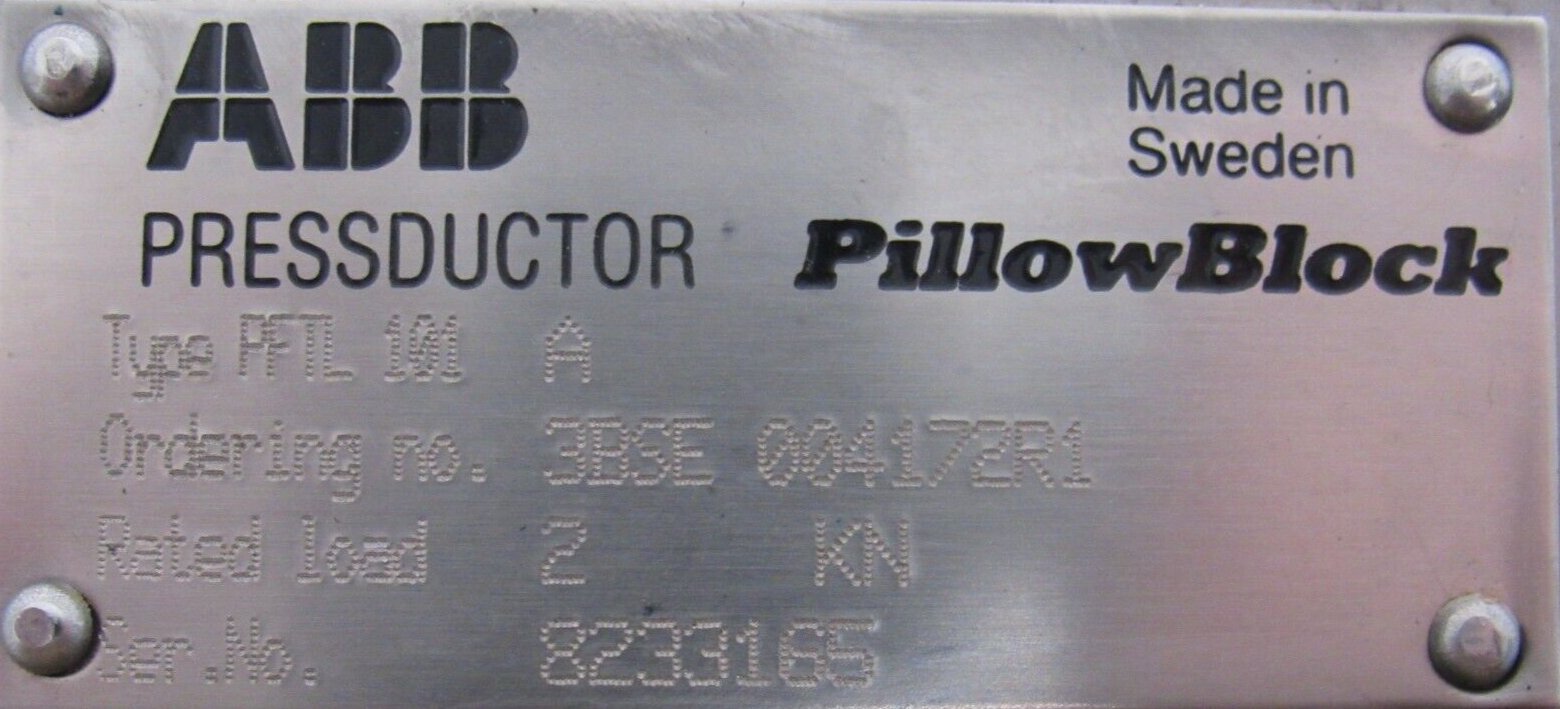 ABB
Made in
Sweden
PRESSDUCTOR PillowBlock
Type PFTL 101 A
Ordering no. 3BSE 004172R1
Rated load 2 KN
Ser.No. 8233165